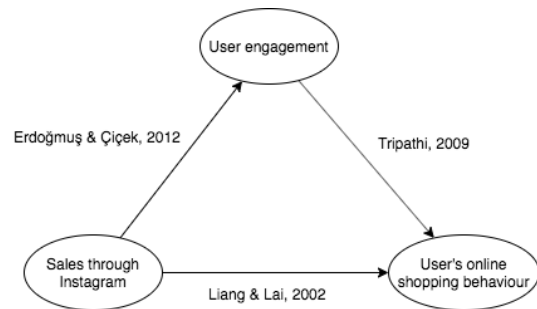 User engagement
Erdoğmuş & Çiçek, 2012
Tripathi, 2009
Sales through
Instagram
User's online
shopping behaviour
Liang & Lai, 2002